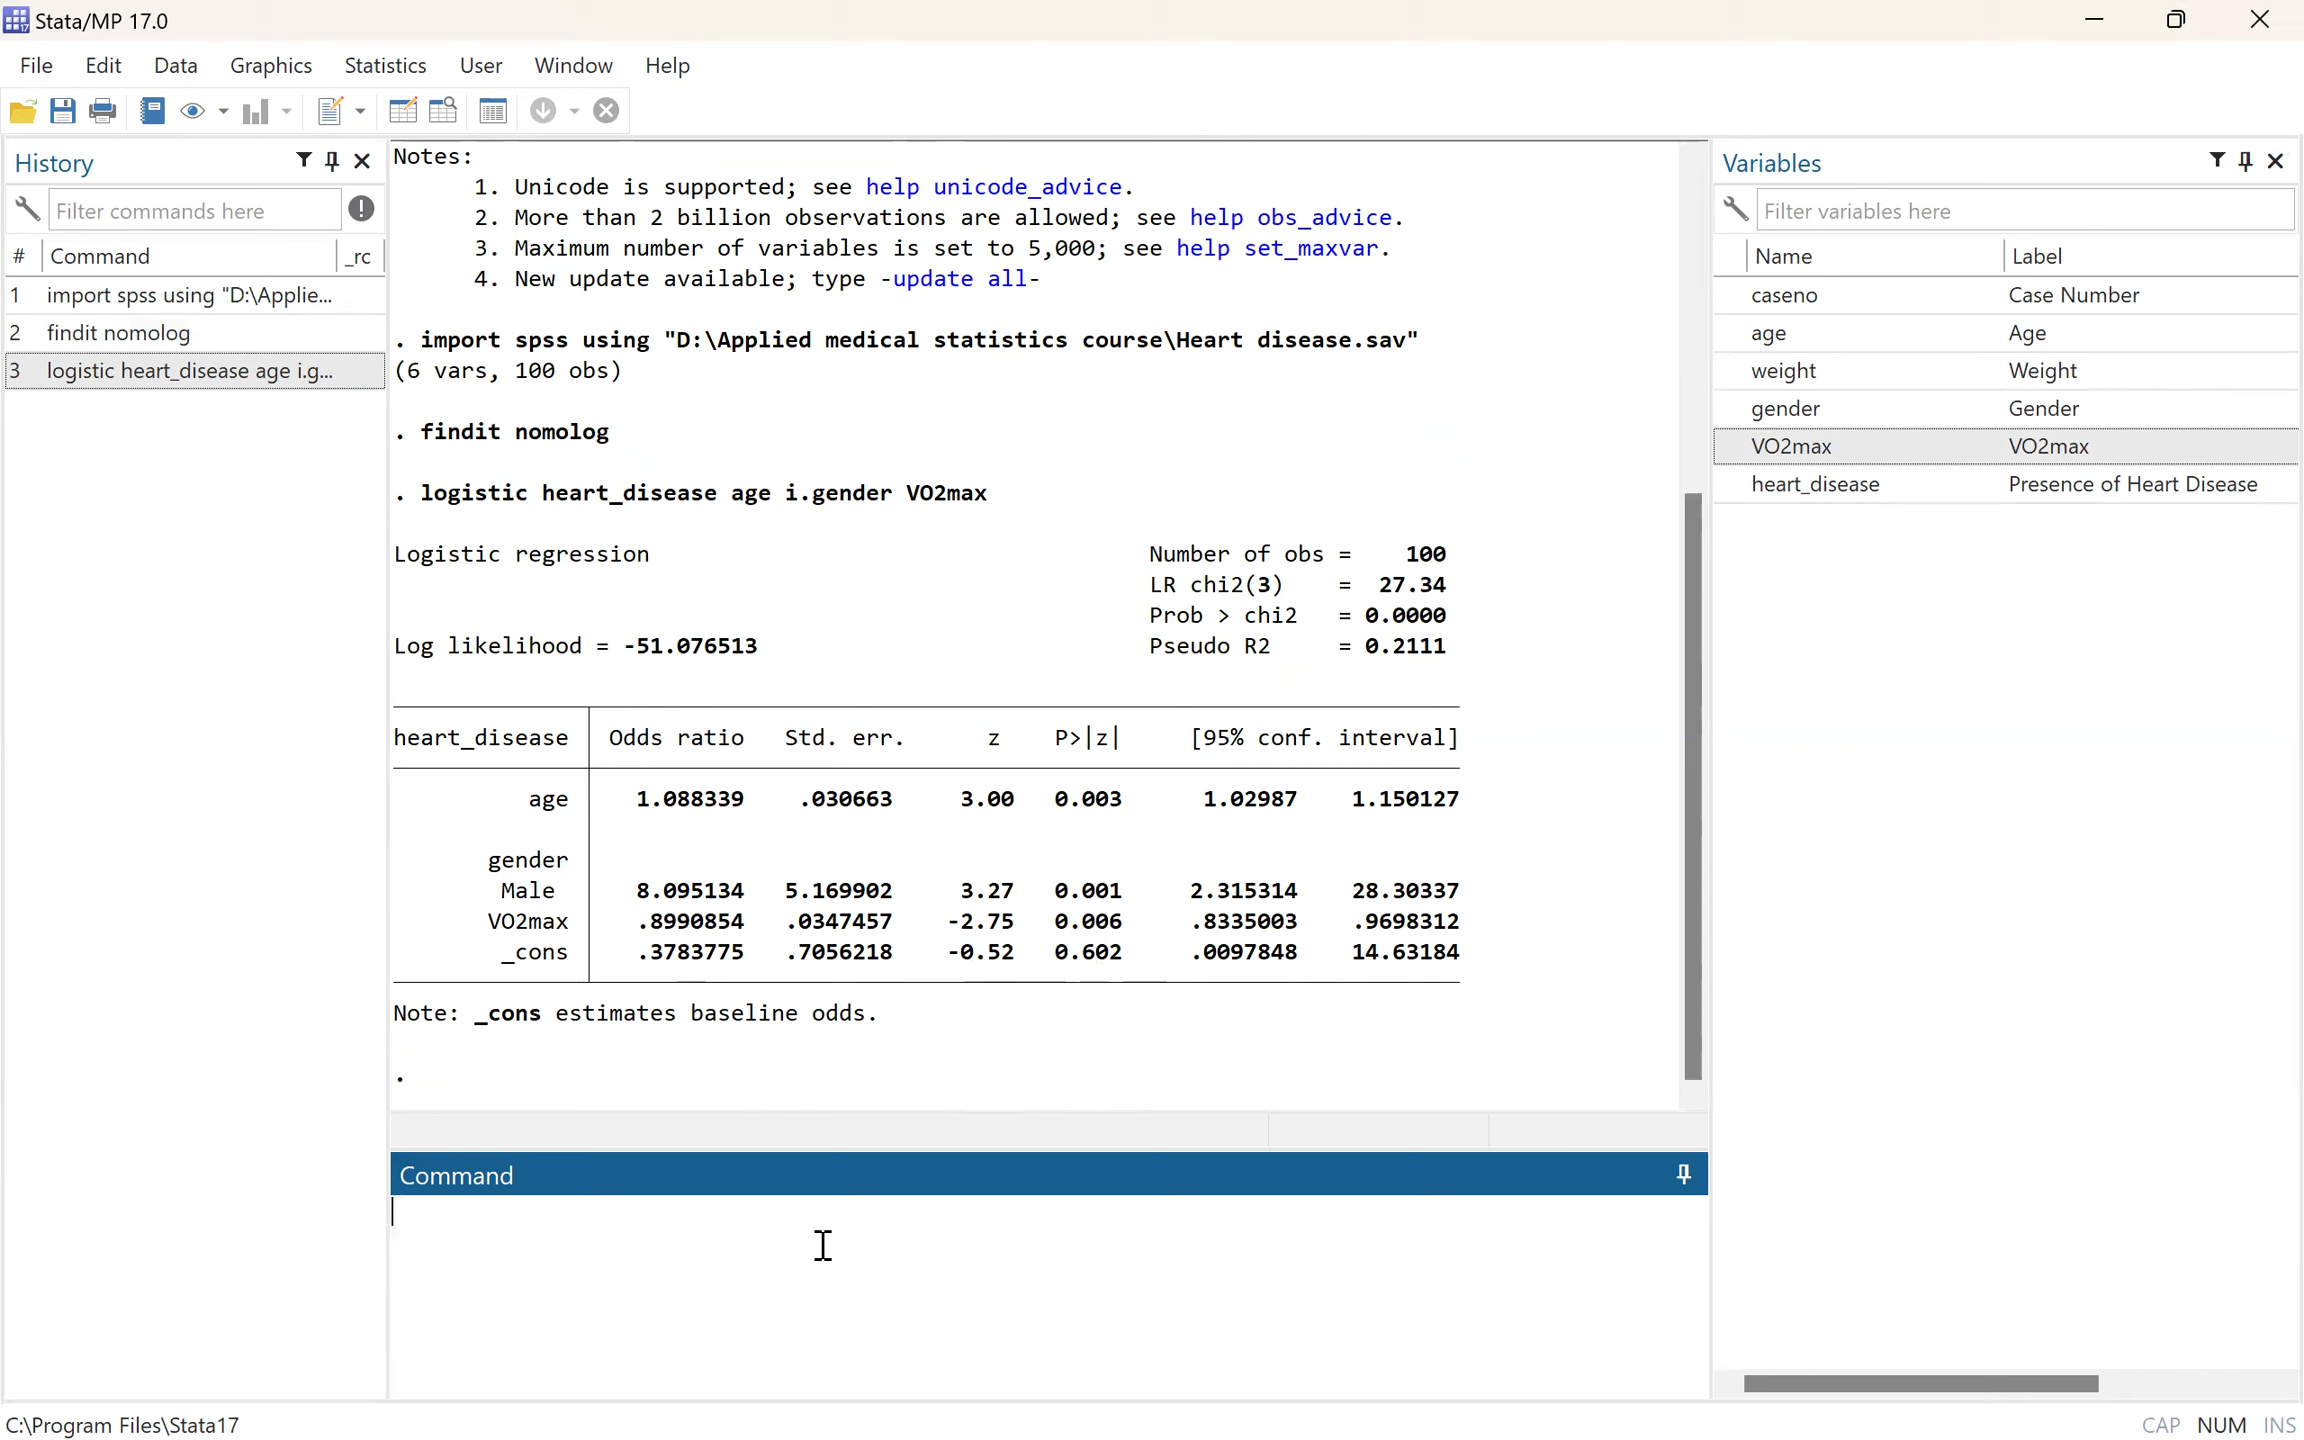 Stata/MP 17.0
File Edit Data Graphics Statistics User Window Help
History
Filter commands here
# Command _rc
1 import spss using "D:\Applie...
2 findit nomolog
3 logistic heart_disease age i.g...
Notes:
1. Unicode is supported; see help unicode_advice.
2. More than 2 billion observations are allowed; see help obs_advice.
3. Maximum number of variables is set to 5,000; see help set_maxvar.
4. New update available; type -update all-
. import spss using "D:\Applied medical statistics course\Heart disease.sav"
(6 vars, 100 obs)
. findit nomolog
. logistic heart_disease age i.gender VO2max
Logistic regression Number of obs = 100
LR chi2(3) = 27.34
Prob > chi2 = 0.0000
Log likelihood = -51.076513 Pseudo R2 = 0.2111
heart_disease Odds ratio Std. err. z P>|z| [95% conf. interval]
age 1.088339 .030663 3.00 0.003 1.02987 1.150127
gender
Male 8.095134 5.169902 3.27 0.001 2.315314 28.30337
VO2max .8990854 .0347457 -2.75 0.006 .8335003 .9698312
_cons .3783775 .7056218 -0.52 0.602 .0097848 14.63184
Note: _cons estimates baseline odds.
.
Command
Variables
Filter variables here
Name Label
caseno Case Number
age Age
weight Weight
gender Gender
VO2max VO2max
heart_disease Presence of Heart Disease
C:\Program Files\Stata17
CAP NUM INS